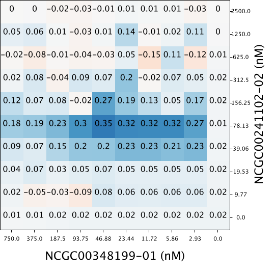 0 0 -0.02 -0.03 -0.01 0.01 0.01 0.01 -0.03 0 2500.0
0.05 0.06 0.01 -0.03 0.01 0.14 -0.01 0.02 0.11 0 1250.0
-0.02 -0.08 -0.01 -0.04 -0.03 0.05 -0.15 0.11 -0.12 0.01 625.0
0.02 0.08 -0.04 0.09 0.07 0.2 -0.02 0.07 0.05 0.02 312.5
0.12 0.07 0.08 -0.02 0.27 0.19 0.13 0.05 0.17 0.02 156.25
0.18 0.19 0.23 0.3 0.35 0.32 0.32 0.32 0.27 0.01 78.13
0.09 0.07 0.15 0.2 0.2 0.23 0.23 0.21 0.23 0.02 39.06
0.04 0.07 0.03 0.05 0.07 0.05 0.05 0.05 0.05 0.02 19.53
0.02 -0.05 -0.03 -0.09 0.08 0.06 0.06 0.06 0.06 0.02 9.77
0.01 0.01 0.02 0.02 0.02 0.02 0.02 0.02 0.02 0.02 0.0
750.0 375.0 187.5 93.75 46.88 23.44 11.72 5.86 2.93 0.0
NCGC00348199-01 (nM)
NCGC00241102-02 (nM)